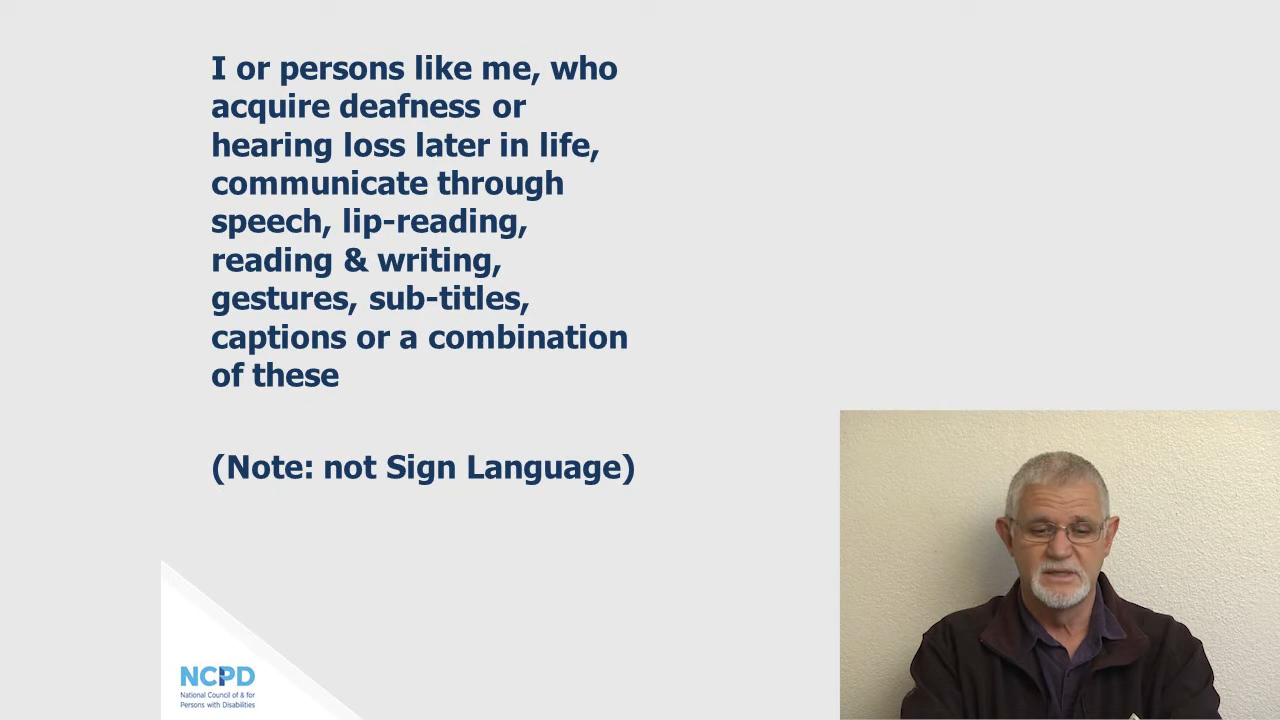 I or persons like me, who
acquire deafness or
hearing loss later in life,
communicate through
speech, lip-reading,
reading & writing,
gestures, sub-titles,
captions or a combination
of these
(Note: not Sign Language)
NCPD
National Council of & for
Persons with Disabilities